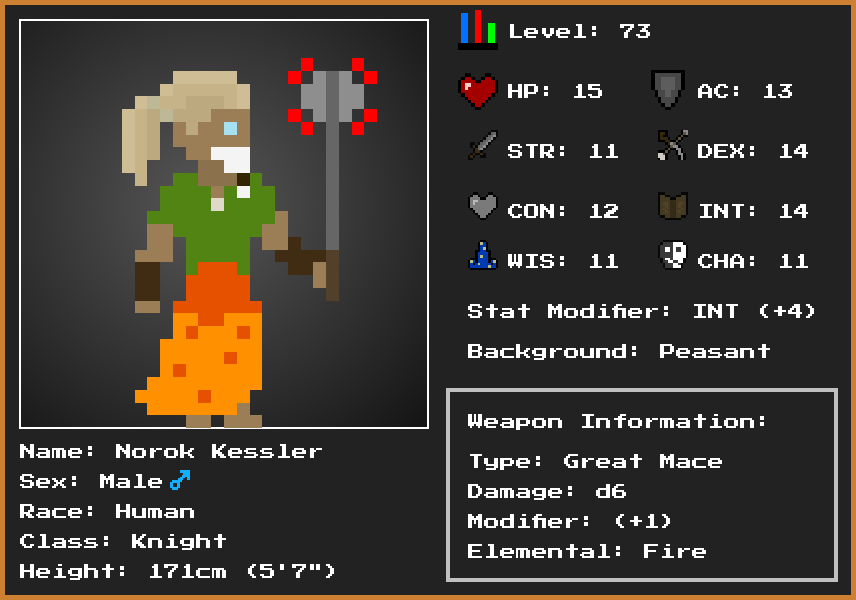 Level: 73
HP: 15 AC: 13
STR: 11 DEX: 14
CON: 12 INT: 14
WIS: 11 CHA: 11
Stat Modifier: INT (+4)
Background: Peasant
Weapon Information:
Type: Great Mace
Damage: d6
Modifier: (+1)
Elemental: Fire
Name: Norok Kessler
Sex: Male♂
Race: Human
Class: Knight
Height: 171cm (5'7")